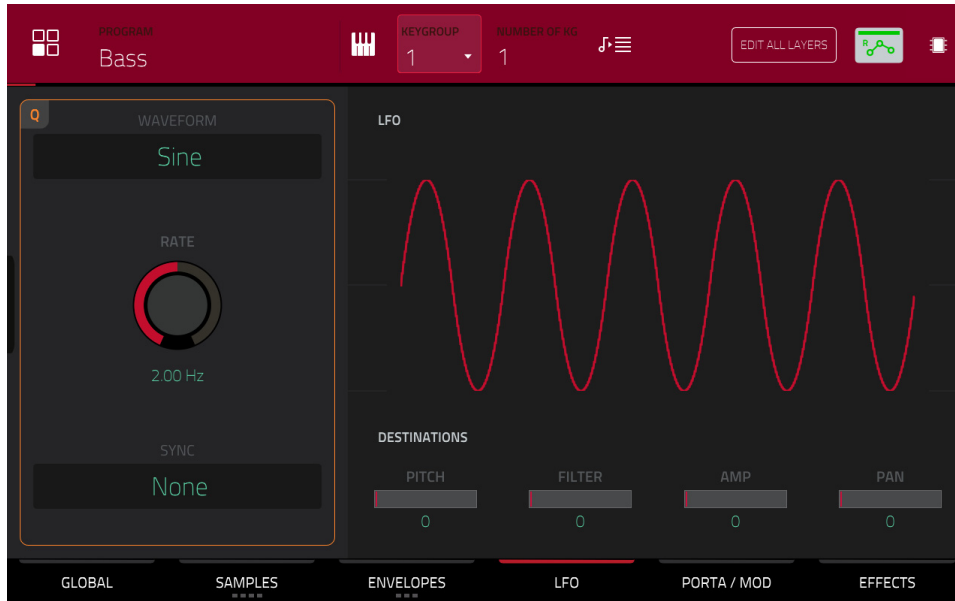 PROGRAM
Bass
KEYGROUP
1
NUMBER OF KG
1
EDIT ALL LAYERS
R
Q
WAVEFORM
Sine
RATE
2.00 Hz
SYNC
None
LFO
DESTINATIONS
PITCH FILTER AMP PAN
0 0 0 0
GLOBAL SAMPLES ENVELOPES LFO PORTA / MOD EFFECTS